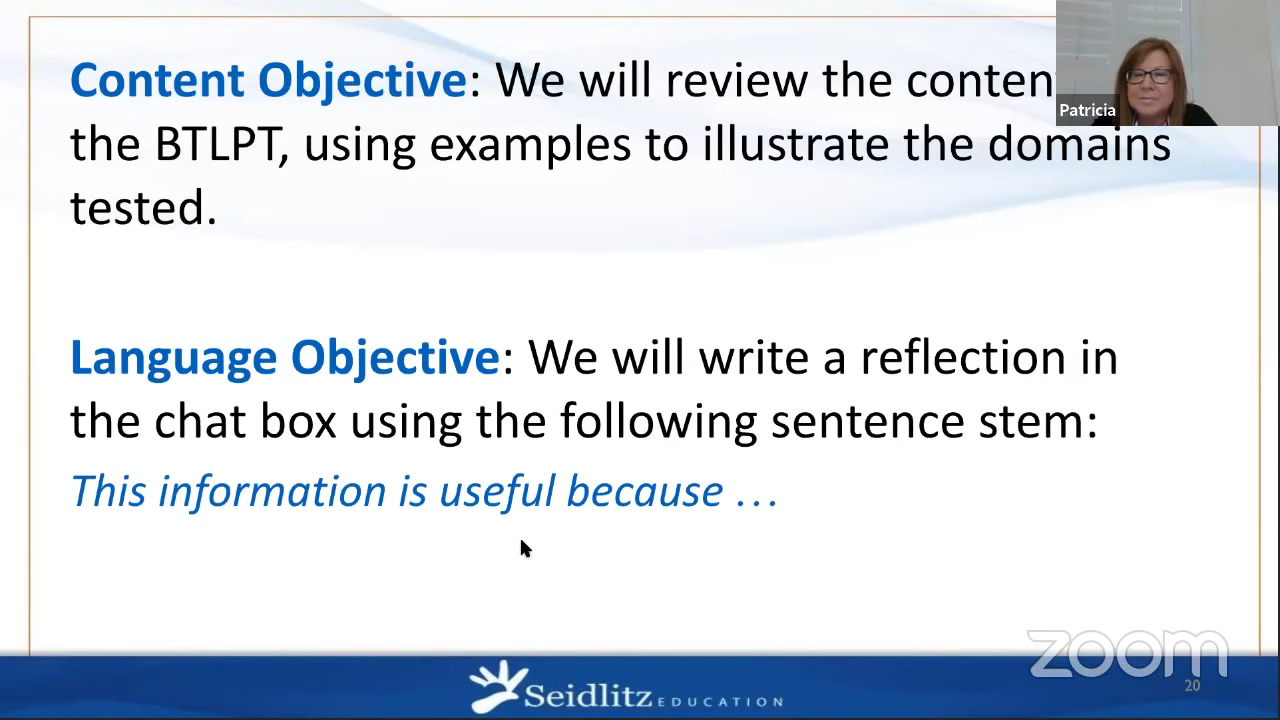 Content Objective: We will review the conten
Patricia
the BTLPT, using examples to illustrate the domains
tested.
Language Objective: We will write a reflection in
the chat box using the following sentence stem:
This information is useful because …
zoom
Seidlitz EDUCATION
20